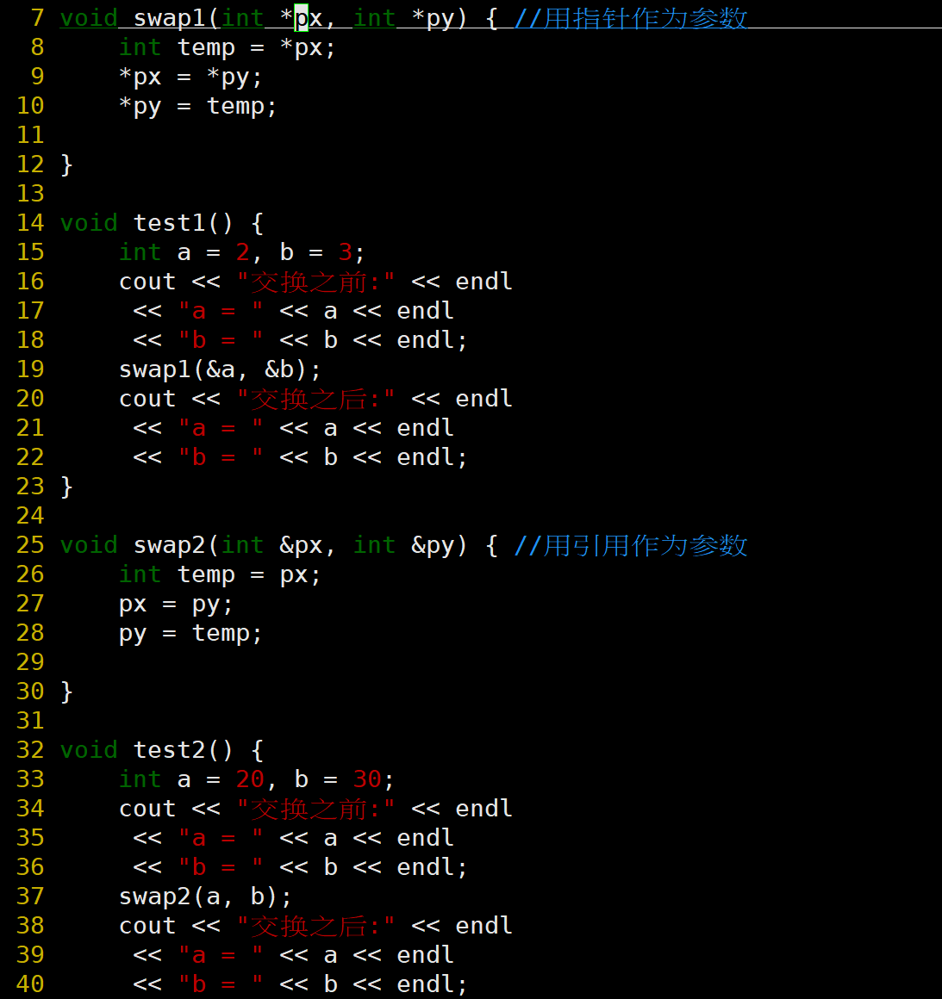 7 void swap1(int *px, int *py) { //用指针作为参数
8     int temp = *px;
9     *px = *py;
10     *py = temp;
11
12 }
13
14 void test1() {
15     int a = 2, b = 3;
16     cout << "交换之前:" << endl
17      << "a = " << a << endl
18      << "b = " << b << endl;
19     swap1(&a, &b);
20     cout << "交换之后:" << endl
21      << "a = " << a << endl
22      << "b = " << b << endl;
23 }
24
25 void swap2(int &px, int &py) { //用引用作为参数
26     int temp = px;
27     px = py;
28     py = temp;
29
30 }
31
32 void test2() {
33     int a = 20, b = 30;
34     cout << "交换之前:" << endl
35      << "a = " << a << endl
36      << "b = " << b << endl;
37     swap2(a, b);
38     cout << "交换之后:" << endl
39      << "a = " << a << endl
40      << "b = " << b << endl;